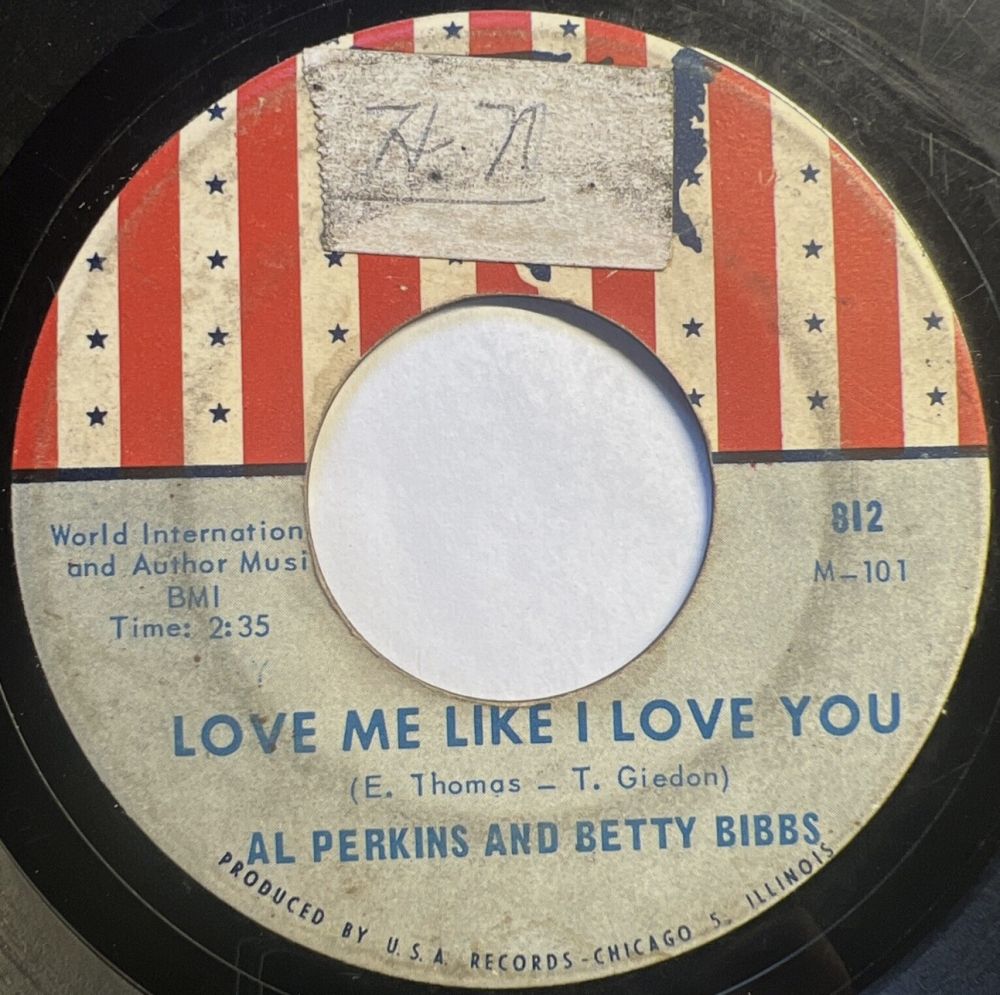 World Internation
and Author Musi
BMI
Time: 2:35
812
M-101
LOVE ME LIKE I LOVE YOU
(E. Thomas - T. Giedon)
AL PERKINS AND BETTY BIBBS
PRODUCED BY U.S.A. RECORDS-CHICAGO 5, ILLINOIS